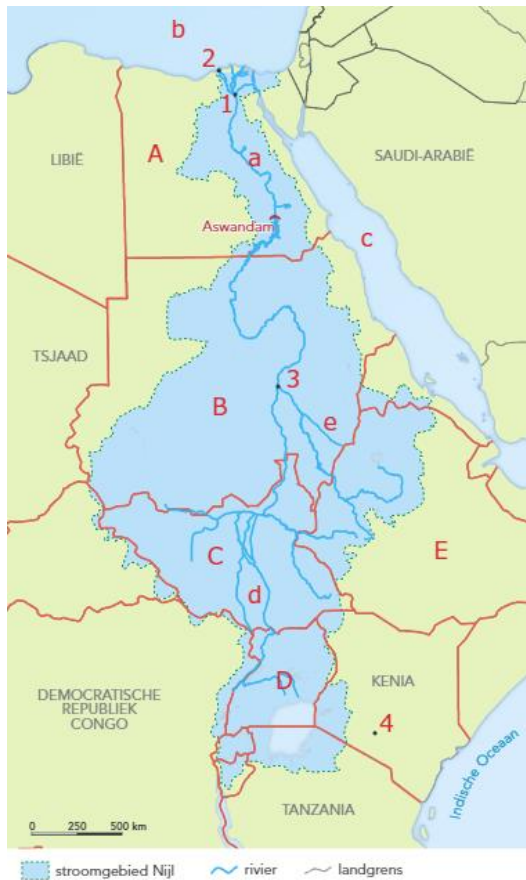 b
2
1
LIBIË
A
a
SAUDI-ARABIË
Aswandam
c
TSJAAD
3
B
e
C
E
d
DEMOCRATISCHE
REPUBLIEK
CONGO
D
KENIA
4
Indische Oceaan
TANZANIA
0 250 500 km
stroomgebied Nijl rivier landgrens